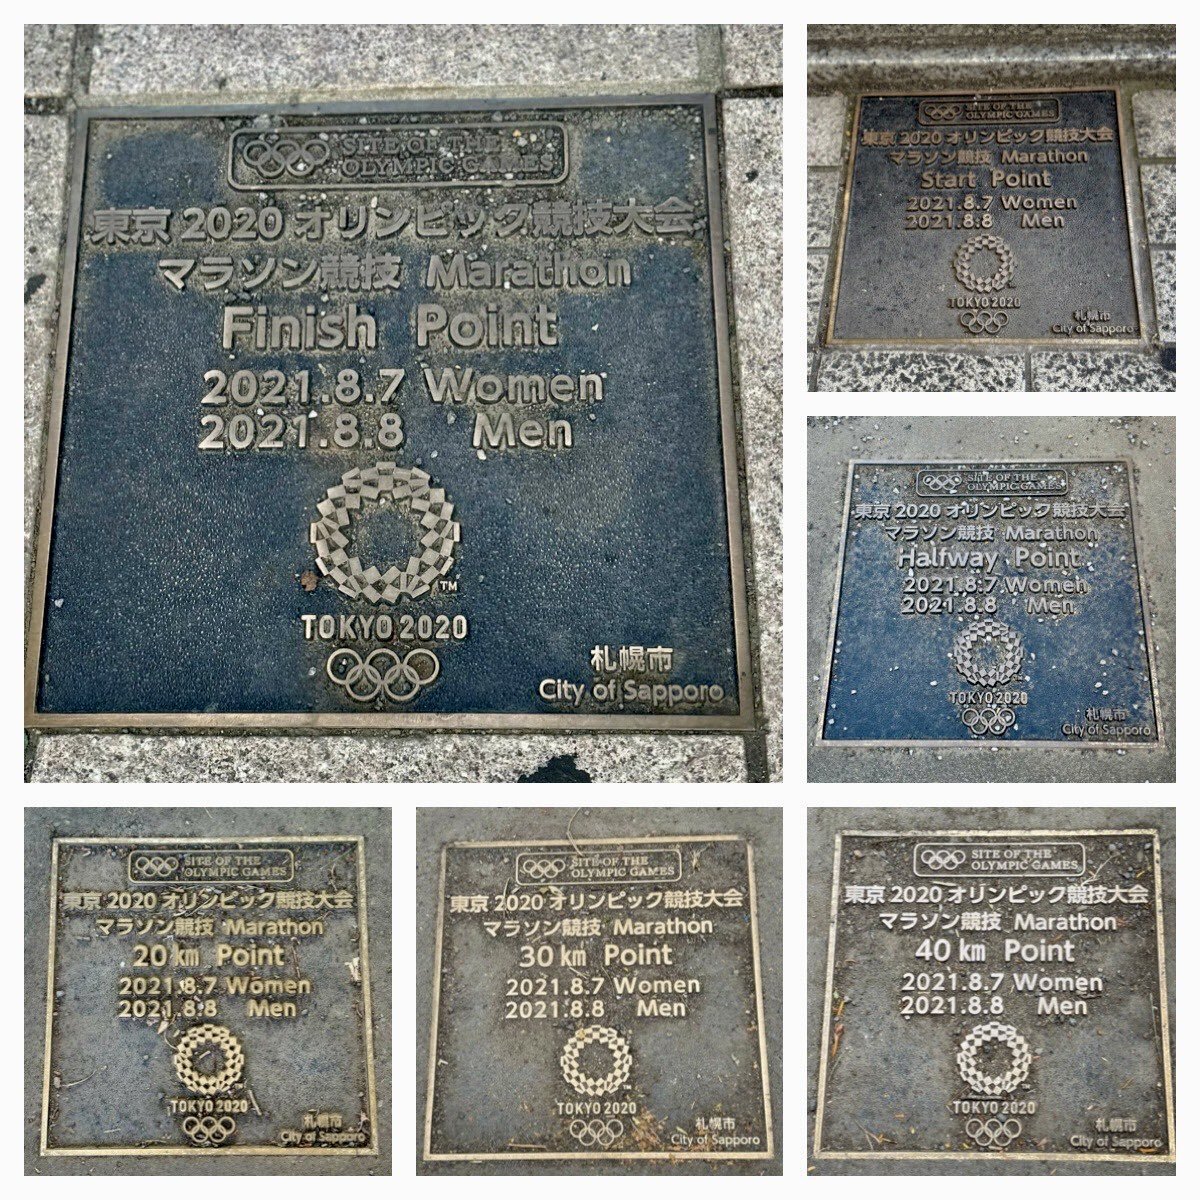 SITE OF THE
OLYMPIC GAMES
東京 2020 オリンピック競技大会
マラソン競技 Marathon
Finish Point
2021.8.7 Women
2021.8.8 Men
TM
TOKYO 2020
札幌市
City of Sapporo
SITE OF THE
OLYMPIC GAMES
東京 2020 オリンピック競技大会
マラソン競技 Marathon
Start Point
2021.8.7 Women
2021.8.8 Men
TOKYO 2020
札幌市
City of Sapporo
SITE OF THE
OLYMPIC GAMES
東京 2020 オリンピック競技大会
マラソン競技 Marathon
Halfway Point
2021.8.7 Women
2021.8.8 Men
TOKYO 2020
札幌市
City of Sapporo
SITE OF THE
OLYMPIC GAMES
東京 2020 オリンピック競技大会
マラソン競技 Marathon
20 km Point
2021.8.7 Women
2021.8.8 Men
TOKYO 2020
札幌市
City of Sapporo
SITE OF THE
OLYMPIC GAMES
東京 2020 オリンピック競技大会
マラソン競技 Marathon
30 km Point
2021.8.7 Women
2021.8.8 Men
TOKYO 2020
札幌市
City of Sapporo
SITE OF THE
OLYMPIC GAMES
東京 2020 オリンピック競技大会
マラソン競技 Marathon
40 km Point
2021.8.7 Women
2021.8.8 Men
TOKYO 2020
札幌市
City of Sapporo